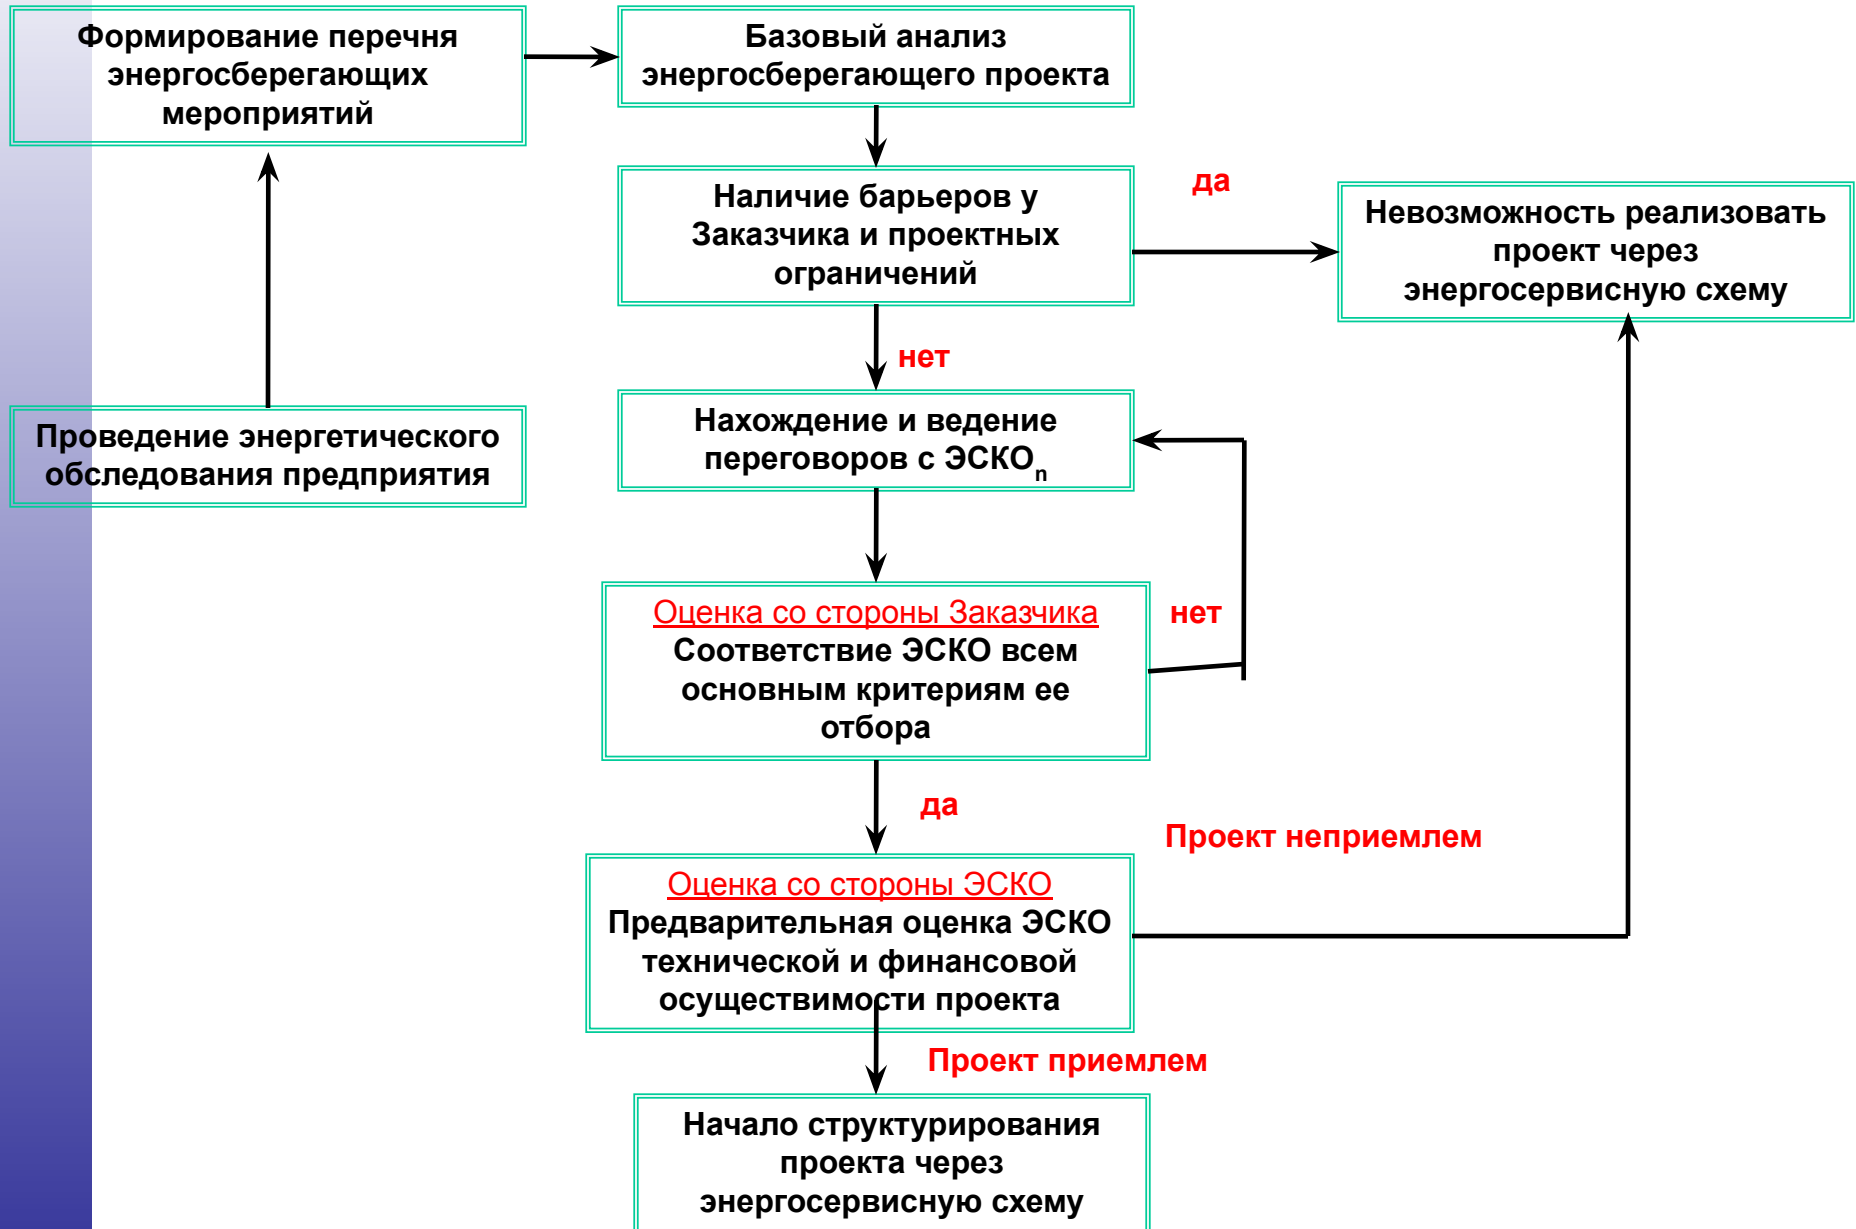 Формирование перечня
энергосберегающих
мероприятий
Базовый анализ
энергосберегающего проекта
Наличие барьеров у
Заказчика и проектных
ограничений
да
Невозможность реализовать
проект через
энергосервисную схему
нет
Проведение энергетического
обследования предприятия
Нахождение и ведение
переговоров с ЭСКОn
Оценка со стороны Заказчика
Соответствие ЭСКО всем
основным критериям ее
отбора
нет
да
Проект неприемлем
Оценка со стороны ЭСКО
Предварительная оценка ЭСКО
технической и финансовой
осуществимости проекта
Проект приемлем
Начало структурирования
проекта через
энергосервисную схему